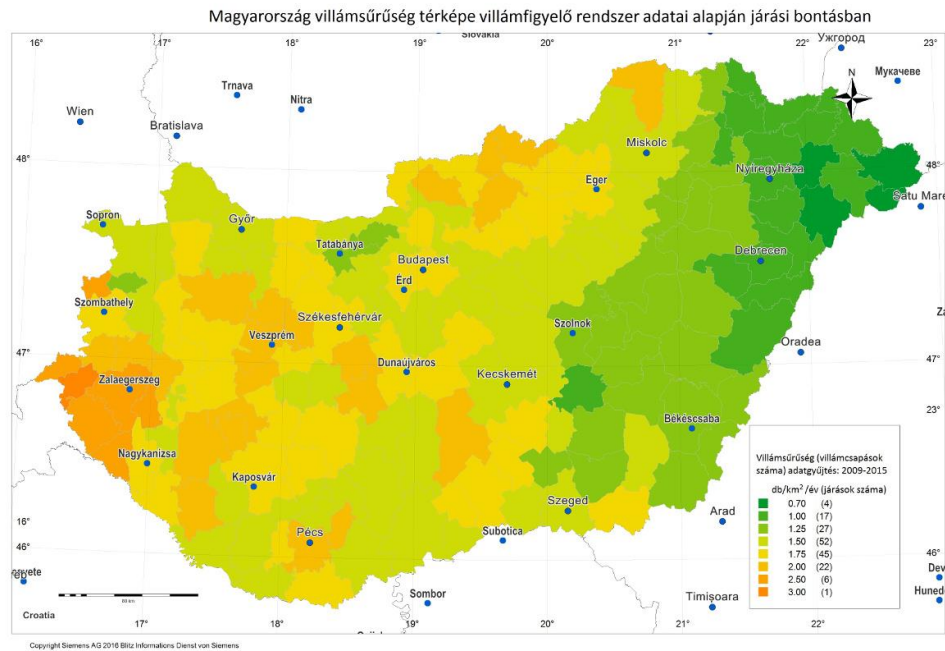 Magyarország villámsűrűség térképe villámfigyelő rendszer adatai alapján járási bontásban
16° 17° 18° 19° Slovakia 20° 21° 22° Ужгород 23°
Мукачеве
N
Trnava
Nitra
Wien
Bratislava
48°
Miskolc
Nyíregyháza
48°
Eger
Satu Mare
Sopron
Győr
Tatabánya
Debrecen
Budapest
Érd
Szombathely
Székesfehérvár
Szolnok
Veszprém
Oradea
47°
Dunaújváros
47°
Zalaegerszeg
Kecskemét
23°
Békéscsaba
Nagykanizsa
Kaposvár
Szeged
Arad
16°
Pécs
Subotica
46°
46°
Croatia
60 km
Sombor
Timișoara
17° 18° 19° 20° 21° 22°
Villámsűrűség (villámcsapások
száma) adatgyűjtés: 2009-2015
db/km² /év (járások száma)
0.70 (4)
1.00 (17)
1.25 (27)
1.50 (52)
1.75 (45)
2.00 (22)
2.50 (6)
3.00 (1)
Dev
Hunedo
Copyright Siemens AG 2016 Blitz Informations Dienst von Siemens